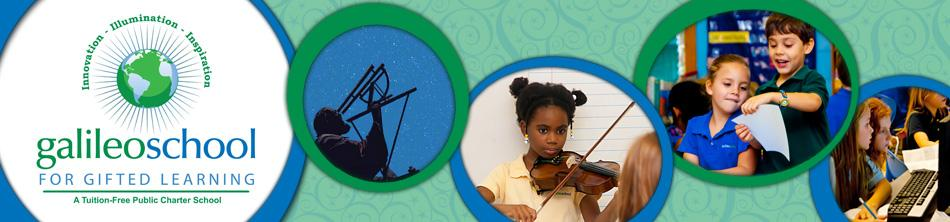 Innovation - Illumination - Inspiration
galileoschool
FOR GIFTED LEARNING
A Tuition-Free Public Charter School